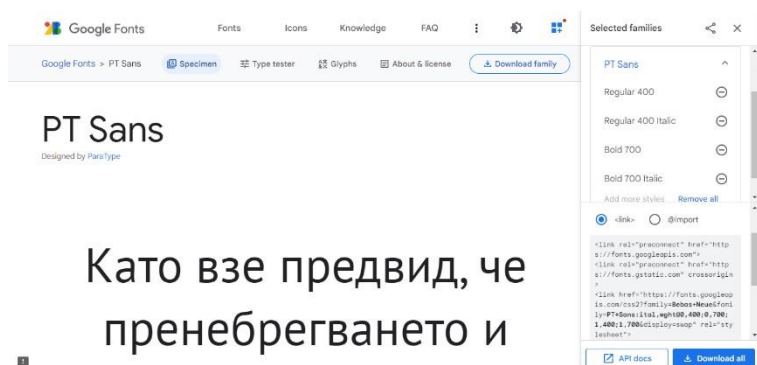 Google Fonts
Fonts
Icons
Knowledge
FAQ
Selected families
Google Fonts > PT Sans
Specimen
Type tester
Glyphs
About & license
Download family
PT Sans
Designed by ParaType
Като взе предвид, че
пренебрегването и
PT Sans
Regular 400
Regular 400 Italic
Bold 700
Bold 700 Italic
Add more styles Remove all
<link> @import
<link rel="preconnect" href="http
s://fonts.googleapis.com">
<link rel="preconnect" href="http
s://fonts.gstatic.com" crossorigin
>
<link href="https://fonts.googleap
is.com/css2?family=Bebas+Neue&fami
ly=PT+Sans:ital,wght@0,400;0,700;
1,400;1,700&display=swap" rel="sty
lesheet">
API docs
Download all